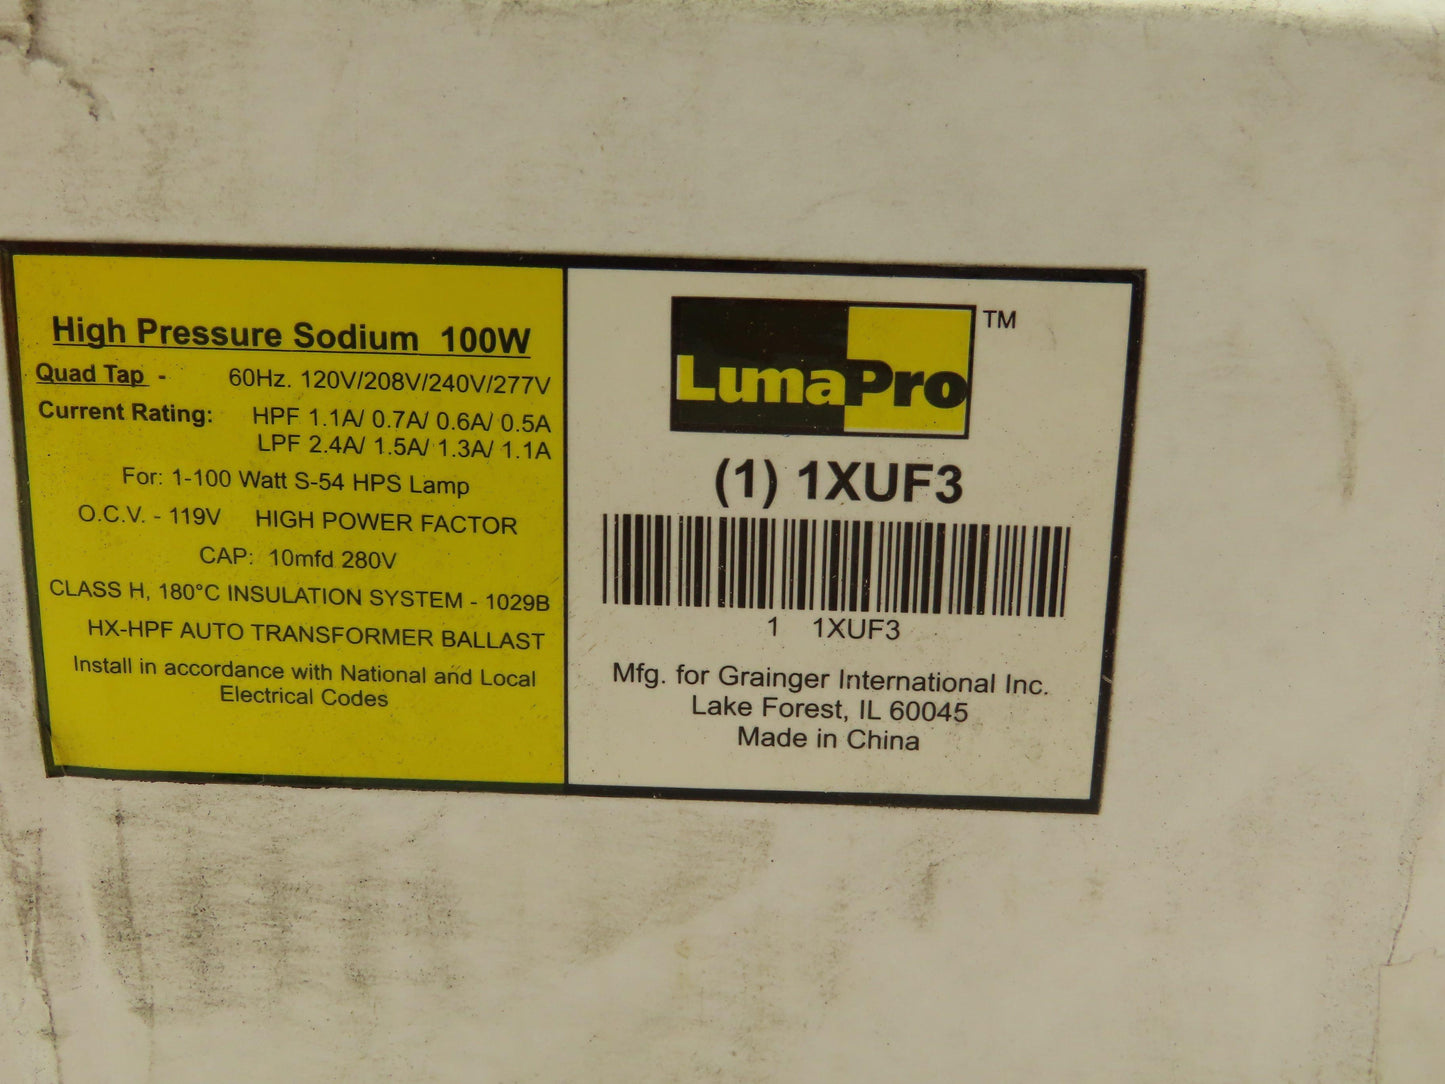 High Pressure Sodium 100W
Quad Tap - 60Hz. 120V/208V/240V/277V
Current Rating: HPF 1.1A/ 0.7A/ 0.6A/ 0.5A
LPF 2.4A/ 1.5A/ 1.3A/ 1.1A
For: 1-100 Watt S-54 HPS Lamp
O.C.V. - 119V HIGH POWER FACTOR
CAP: 10mfd 280V
CLASS H, 180°C INSULATION SYSTEM - 1029B
HX-HPF AUTO TRANSFORMER BALLAST
Install in accordance with National and Local
Electrical Codes
LumaPro TM
(1) 1XUF3
1 1XUF3
Mfg. for Grainger International Inc.
Lake Forest, IL 60045
Made in China